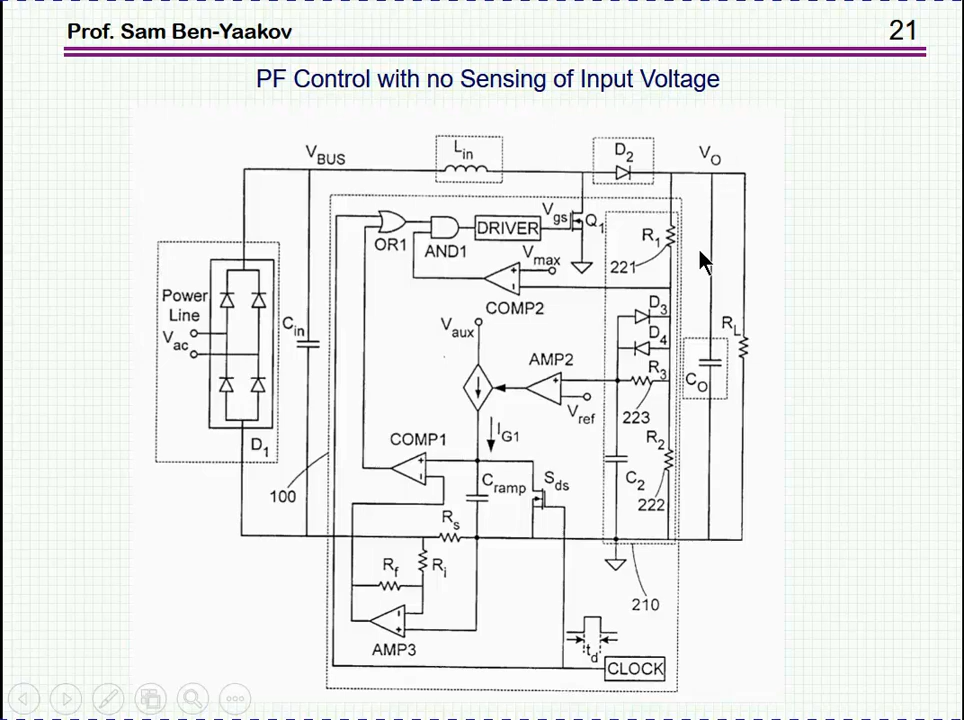 Prof. Sam Ben-Yaakov
21
PF Control with no Sensing of Input Voltage
V_BUS
L_in
D_2
V_O
OR1
AND1
DRIVER
V_gs
Q_1
R_1
221
V_max
COMP2
Power
Line
V_ac
C_in
V_aux
AMP2
V_ref
D_3
D_4
R_3
223
C_O
R_L
D_1
COMP1
I_G1
R_2
100
C_ramp
S_ds
C_2
222
R_s
R_f
R_i
210
AMP3
t_d
CLOCK